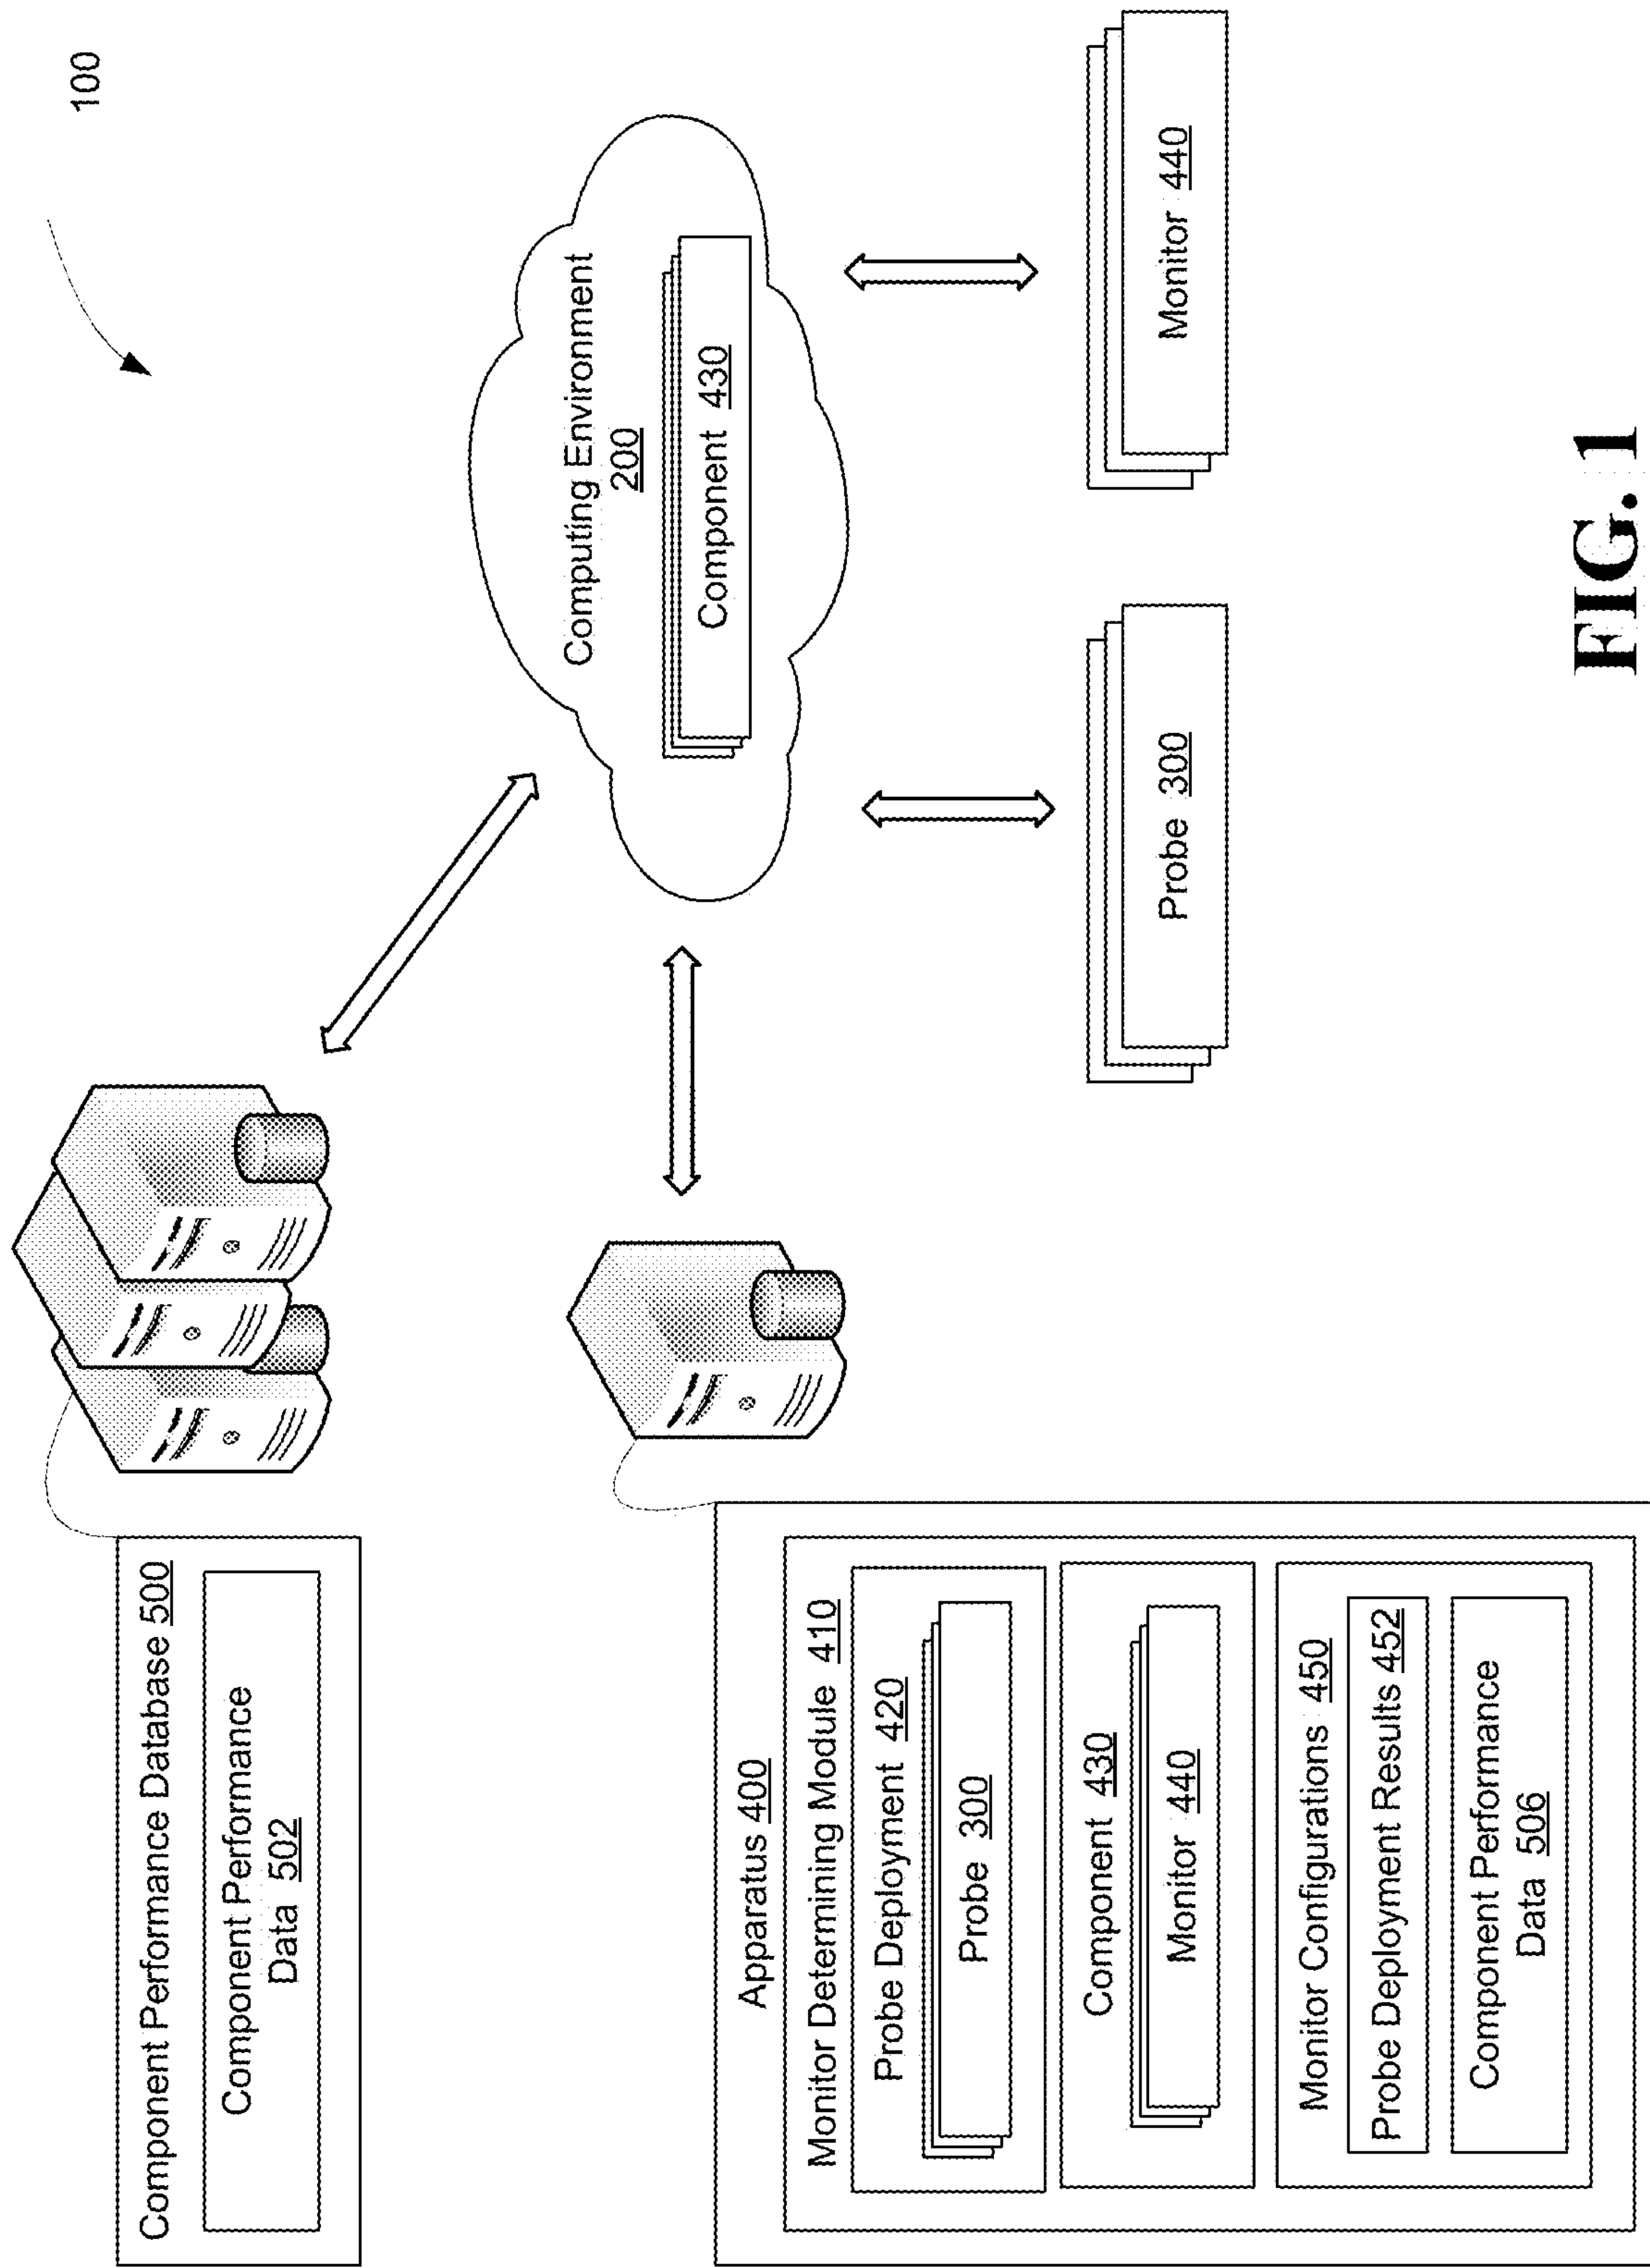 100
Component Performance Database 500
Component Performance
Data 502
Computing Environment
200
Component 430
Apparatus 400
Monitor Determining Module 410
Probe Deployment 420
Probe 300
Component 430
Monitor 440
Monitor Configurations 450
Probe Deployment Results 452
Component Performance
Data 506
Probe 300
Monitor 440
FIG. 1